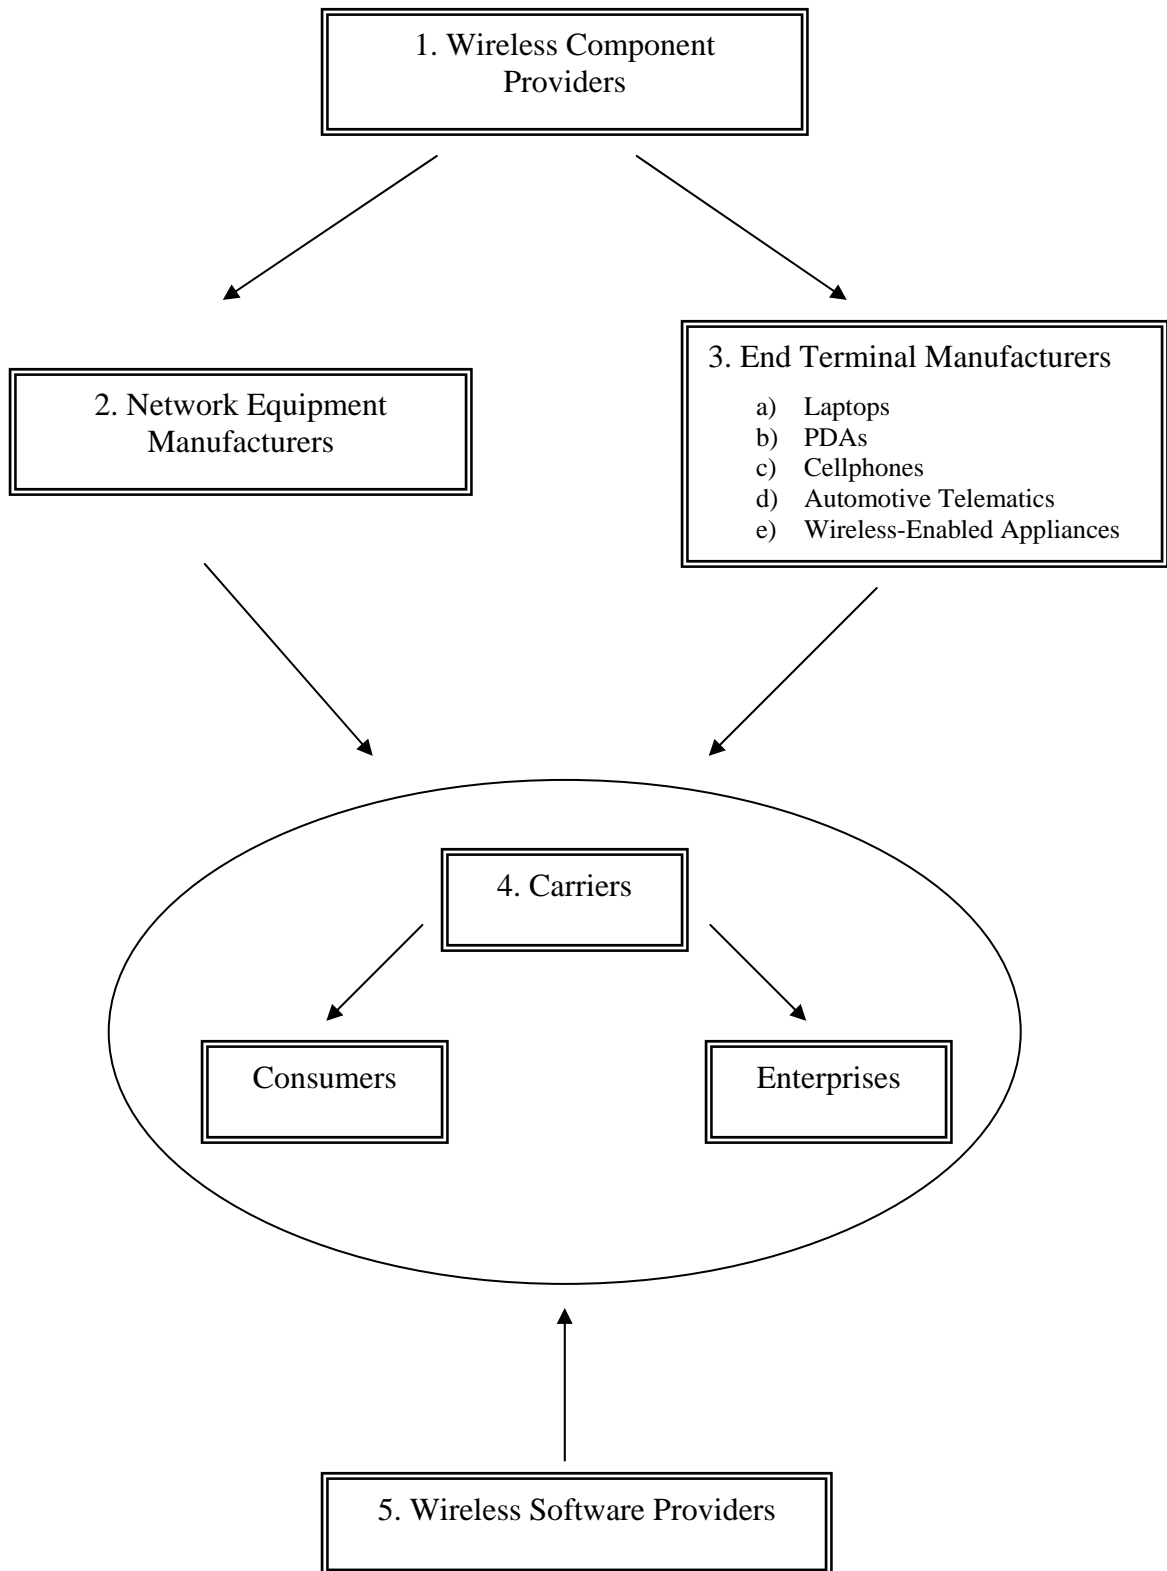 1. Wireless Component
Providers
2. Network Equipment
Manufacturers
3. End Terminal Manufacturers
a) Laptops
b) PDAs
c) Cellphones
d) Automotive Telematics
e) Wireless-Enabled Appliances
4. Carriers
Consumers
Enterprises
5. Wireless Software Providers